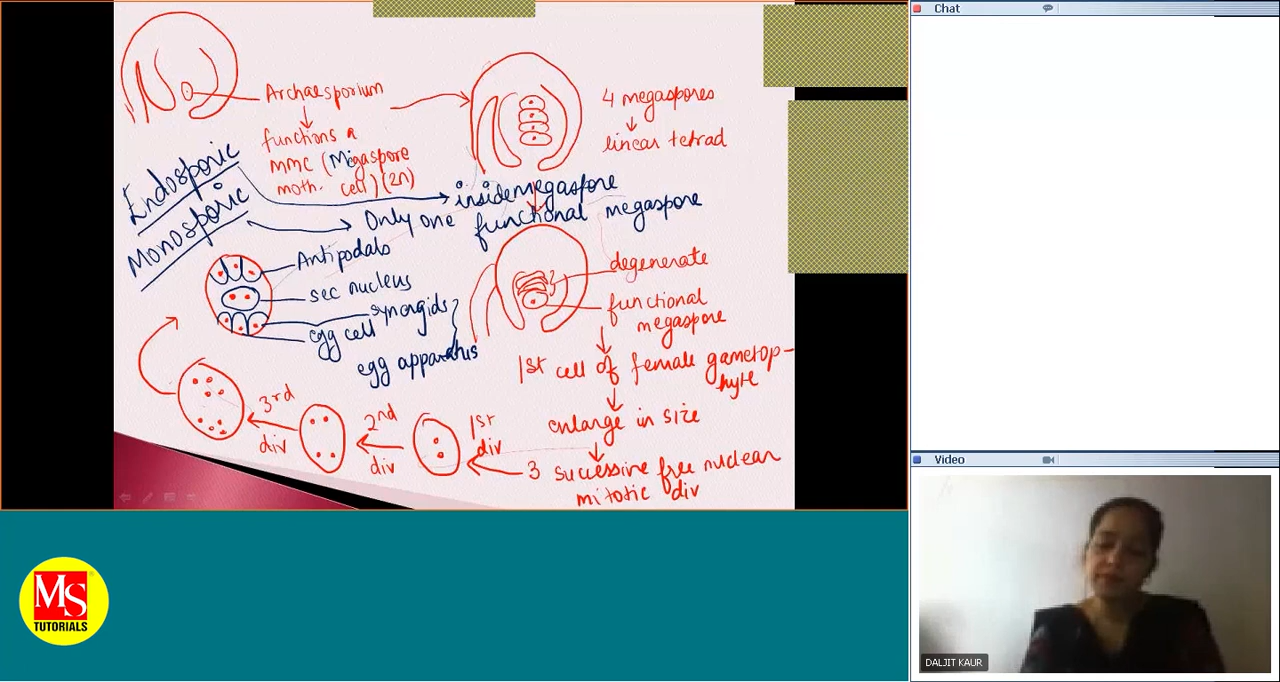 Archaesporium
functions a
MMC (Megaspore
moth. cell) (2n)
4 megaspores
linear tetrad
Endosporic
inside megaspore
Monosporic
Only one functional megaspore
Antipodals
sec nucleus
synergids
egg cell
egg apparatus
degenerate
functional
megaspore
1st cell of female gametop-
hyte
enlarge in size
3 successive free nuclear
mitotic div
1st
div
2nd
div
3rd
div
Chat
Video
DALJIT KAUR
MS
TUTORIALS